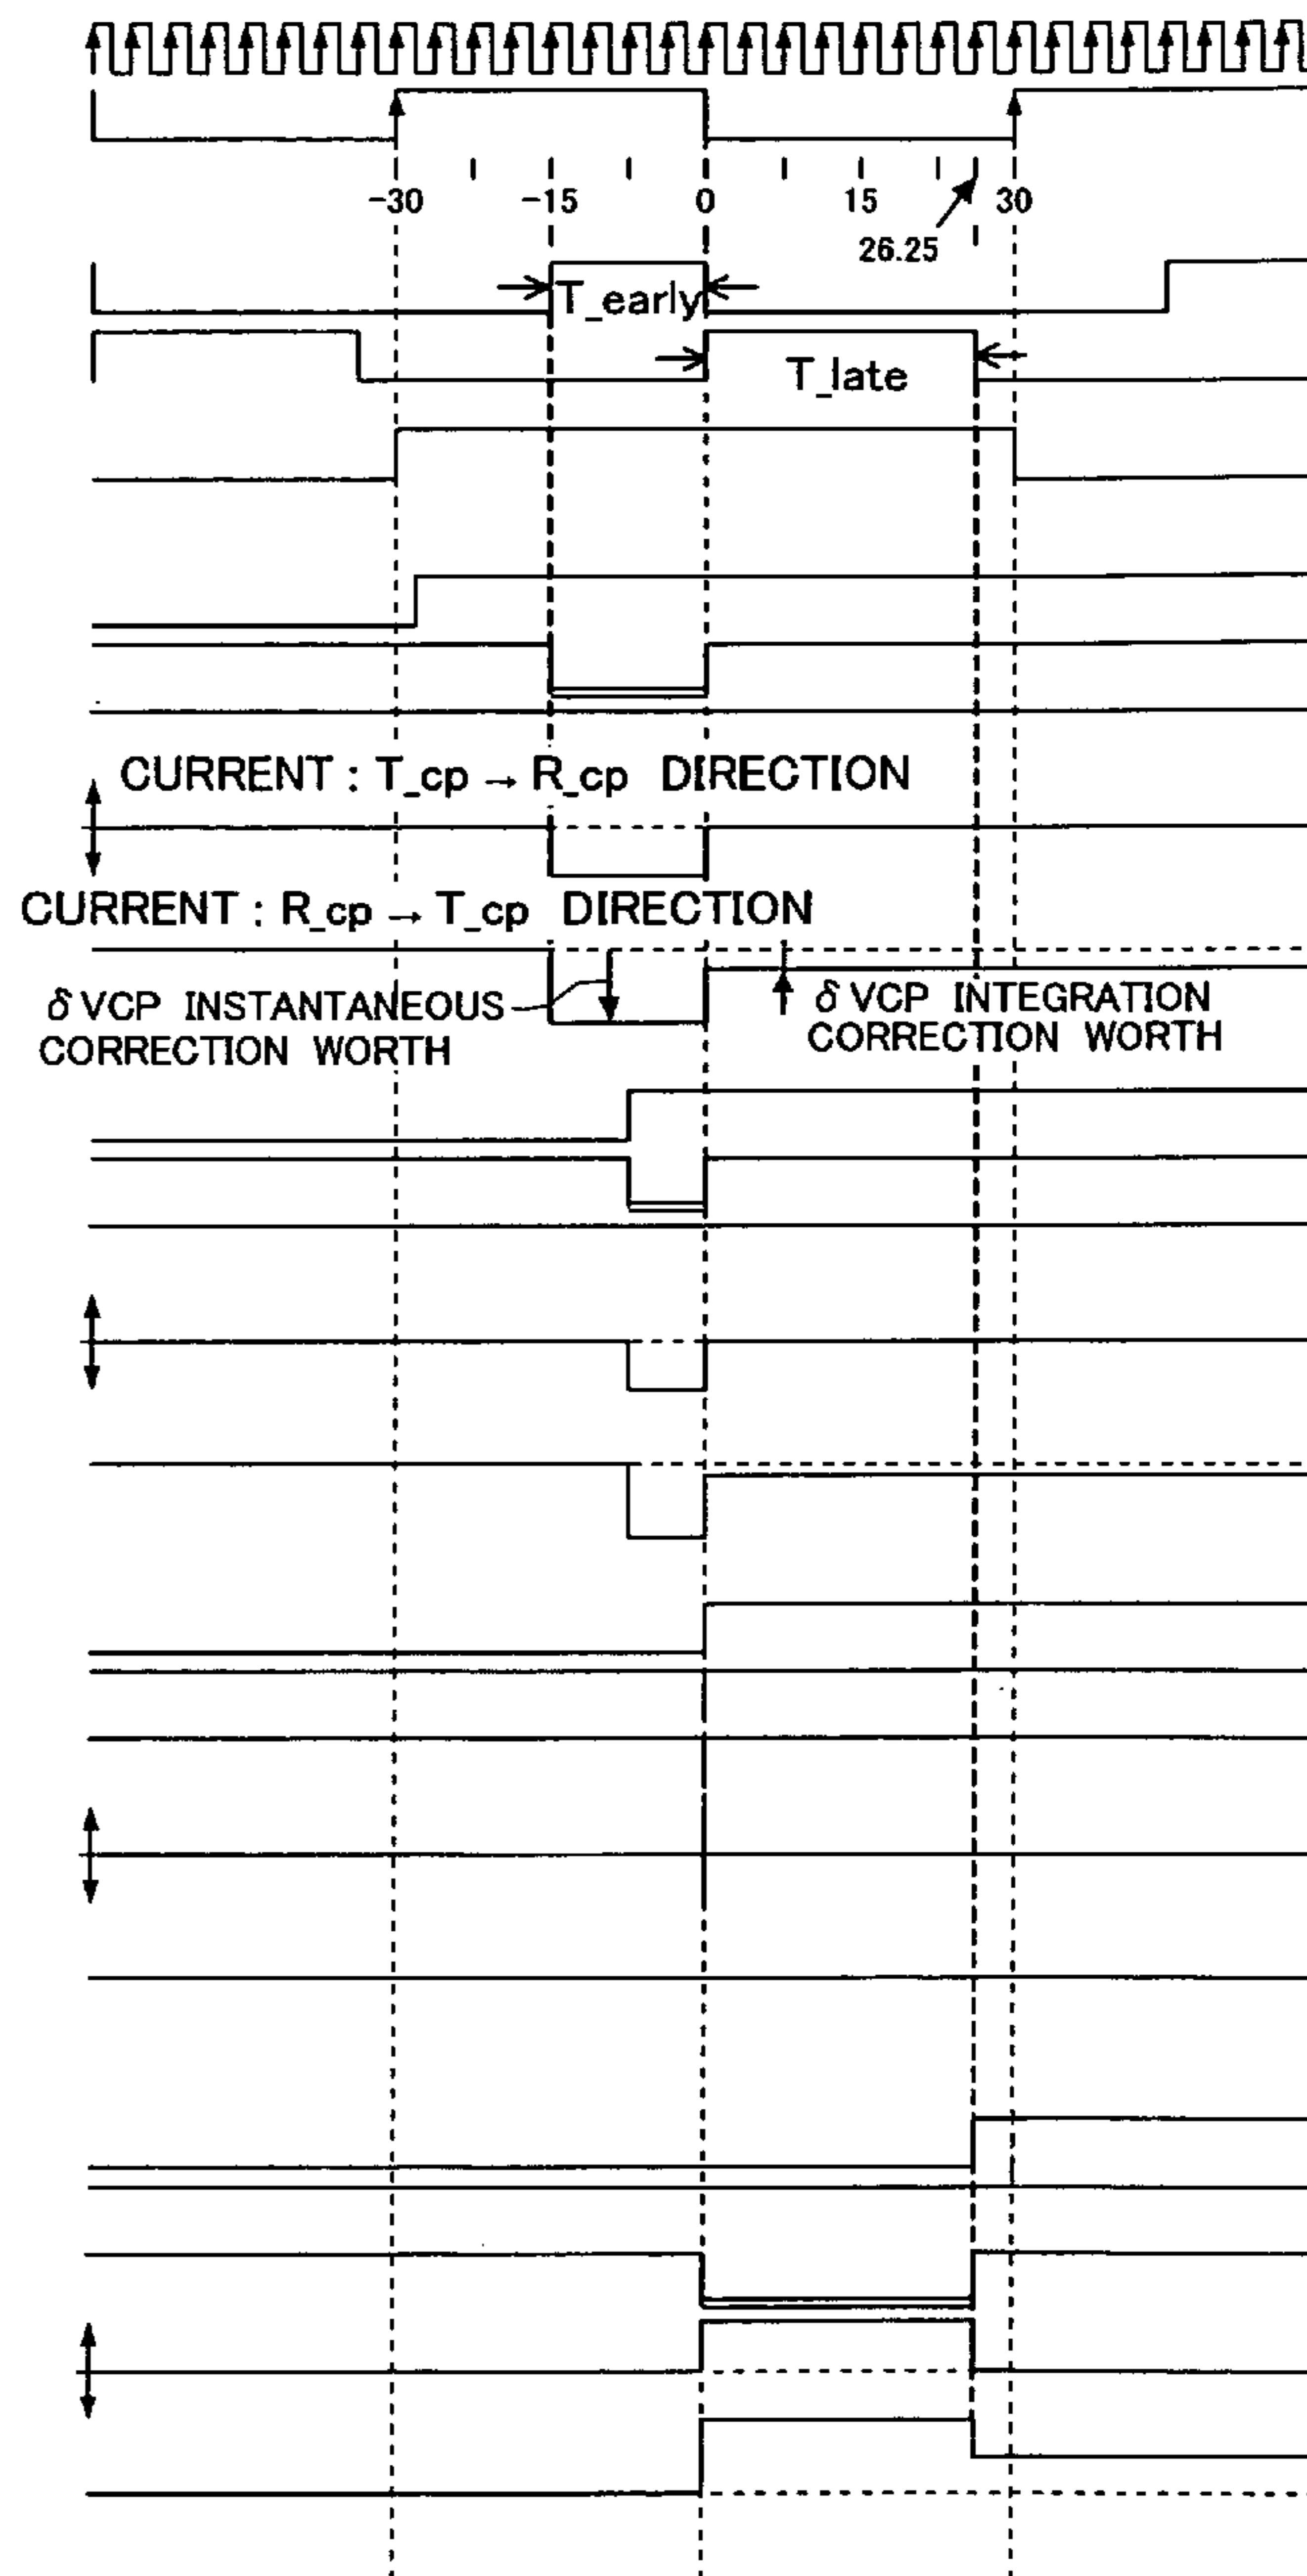 -30 -15 0 15 30
26.25
T_early
T_late
CURRENT : T_cp → R_cp DIRECTION
CURRENT : R_cp → T_cp DIRECTION
δ VCP INSTANTANEOUS
CORRECTION WORTH
δ VCP INTEGRATION
CORRECTION WORTH